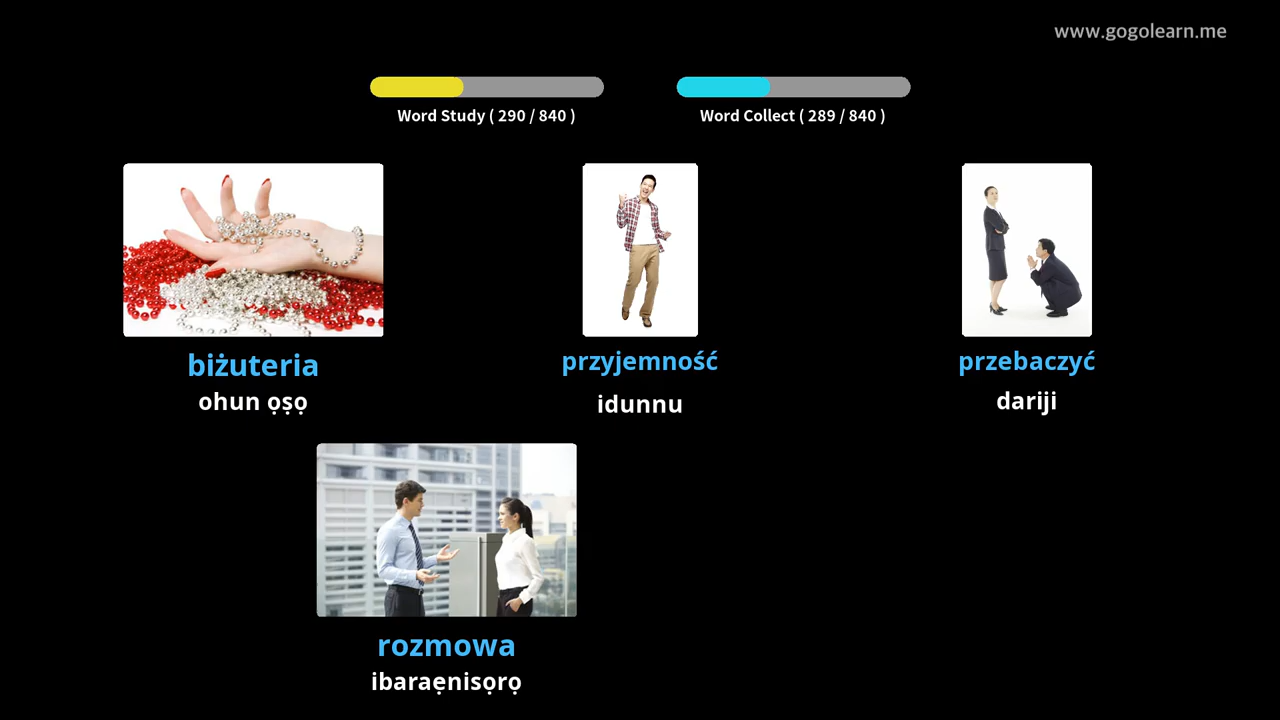 www.gogolearn.me
Word Study ( 290 / 840 )
Word Collect ( 289 / 840 )
biżuteria
ohun ọṣọ
przyjemność
idunnu
przebaczyć
dariji
rozmowa
ibaraẹnisọrọ